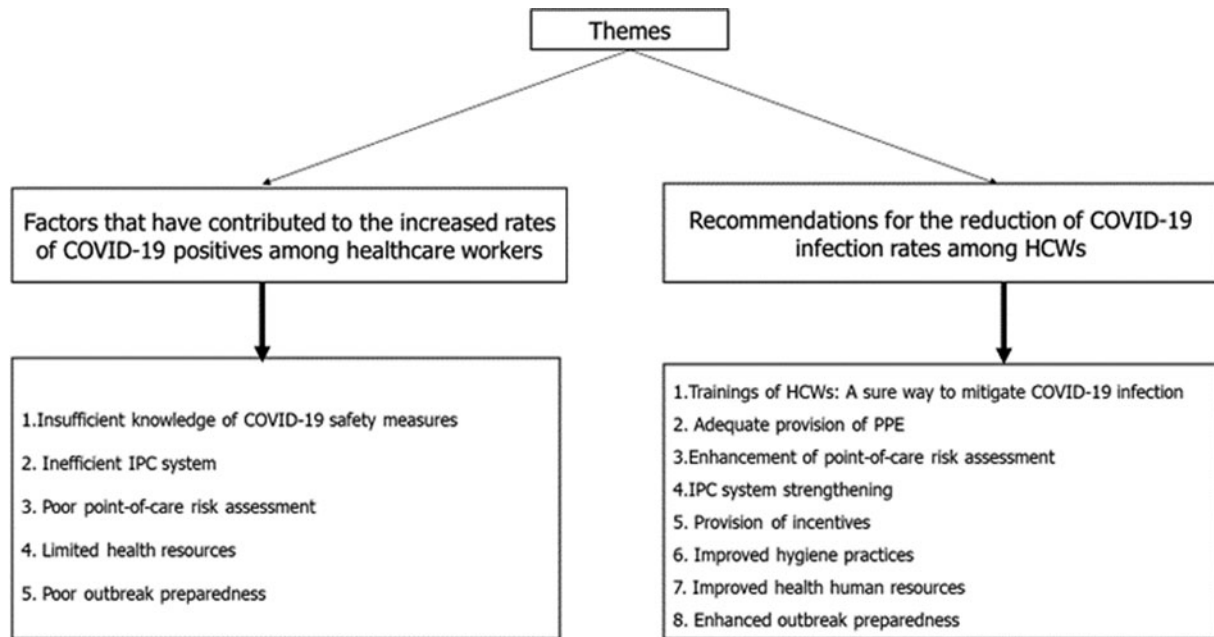 Themes
Factors that have contributed to the increased rates
of COVID-19 positives among healthcare workers
Recommendations for the reduction of COVID-19
infection rates among HCWs
1.Insufficient knowledge of COVID-19 safety measures
2. Inefficient IPC system
3. Poor point-of-care risk assessment
4. Limited health resources
5. Poor outbreak preparedness
1.Trainings of HCWs: A sure way to mitigate COVID-19 infection
2. Adequate provision of PPE
3.Enhancement of point-of-care risk assessment
4.IPC system strengthening
5. Provision of incentives
6. Improved hygiene practices
7. Improved health human resources
8. Enhanced outbreak preparedness